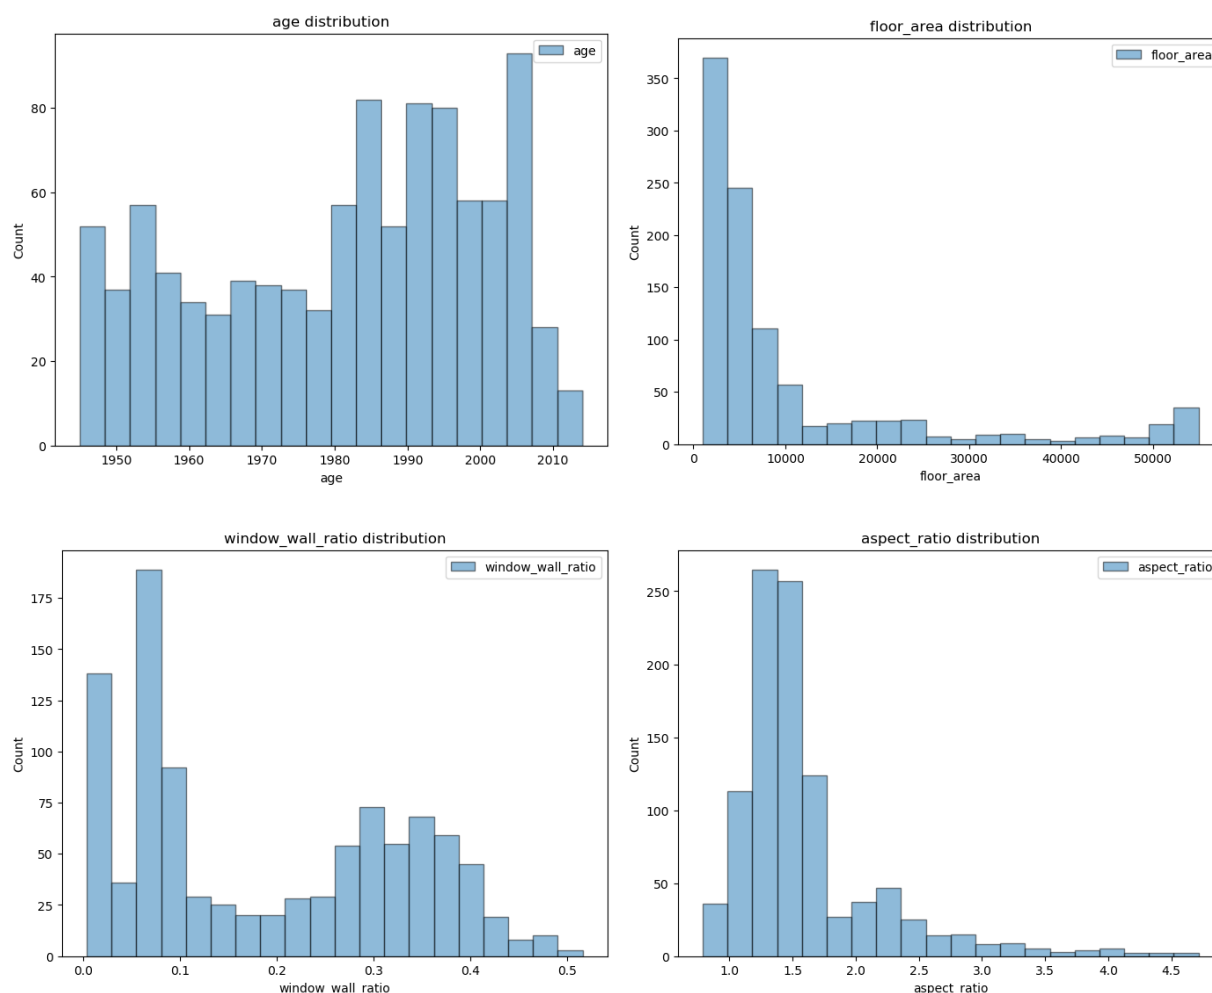 age distribution
age
80
60
40
20
0
Count
1950 1960 1970 1980 1990 2000 2010
age
floor_area distribution
floor_area
350
300
250
200
150
100
50
0
Count
0 10000 20000 30000 40000 50000
floor_area
window_wall_ratio distribution
window_wall_ratio
175
150
125
100
75
50
25
0
Count
0.0 0.1 0.2 0.3 0.4 0.5
window_wall_ratio
aspect_ratio distribution
aspect_ratio
250
200
150
100
50
0
Count
1.0 1.5 2.0 2.5 3.0 3.5 4.0 4.5
aspect_ratio